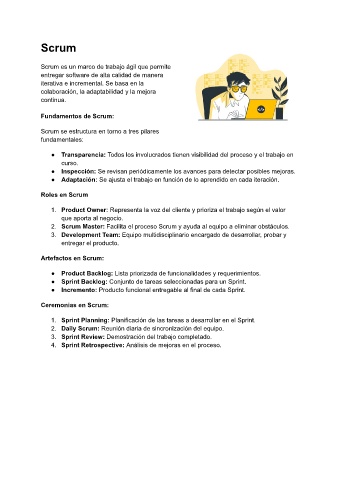 Scrum
Scrum es un marco de trabajo ágil que permite
entregar software de alta calidad de manera
iterativa e incremental. Se basa en la
colaboración, la adaptabilidad y la mejora
continua.
Fundamentos de Scrum:
Scrum se estructura en torno a tres pilares
fundamentales:
● Transparencia: Todos los involucrados tienen visibilidad del proceso y el trabajo en
curso.
● Inspección: Se revisan periódicamente los avances para detectar posibles mejoras.
● Adaptación: Se ajusta el trabajo en función de lo aprendido en cada iteración.
Roles en Scrum
1. Product Owner: Representa la voz del cliente y prioriza el trabajo según el valor
que aporta al negocio.
2. Scrum Master: Facilita el proceso Scrum y ayuda al equipo a eliminar obstáculos.
3. Development Team: Equipo multidisciplinario encargado de desarrollar, probar y
entregar el producto.
Artefactos en Scrum:
● Product Backlog: Lista priorizada de funcionalidades y requerimientos.
● Sprint Backlog: Conjunto de tareas seleccionadas para un Sprint.
● Incremento: Producto funcional entregable al final de cada Sprint.
Ceremonias en Scrum:
1. Sprint Planning: Planificación de las tareas a desarrollar en el Sprint.
2. Daily Scrum: Reunión diaria de sincronización del equipo.
3. Sprint Review: Demostración del trabajo completado.
4. Sprint Retrospective: Análisis de mejoras en el proceso.